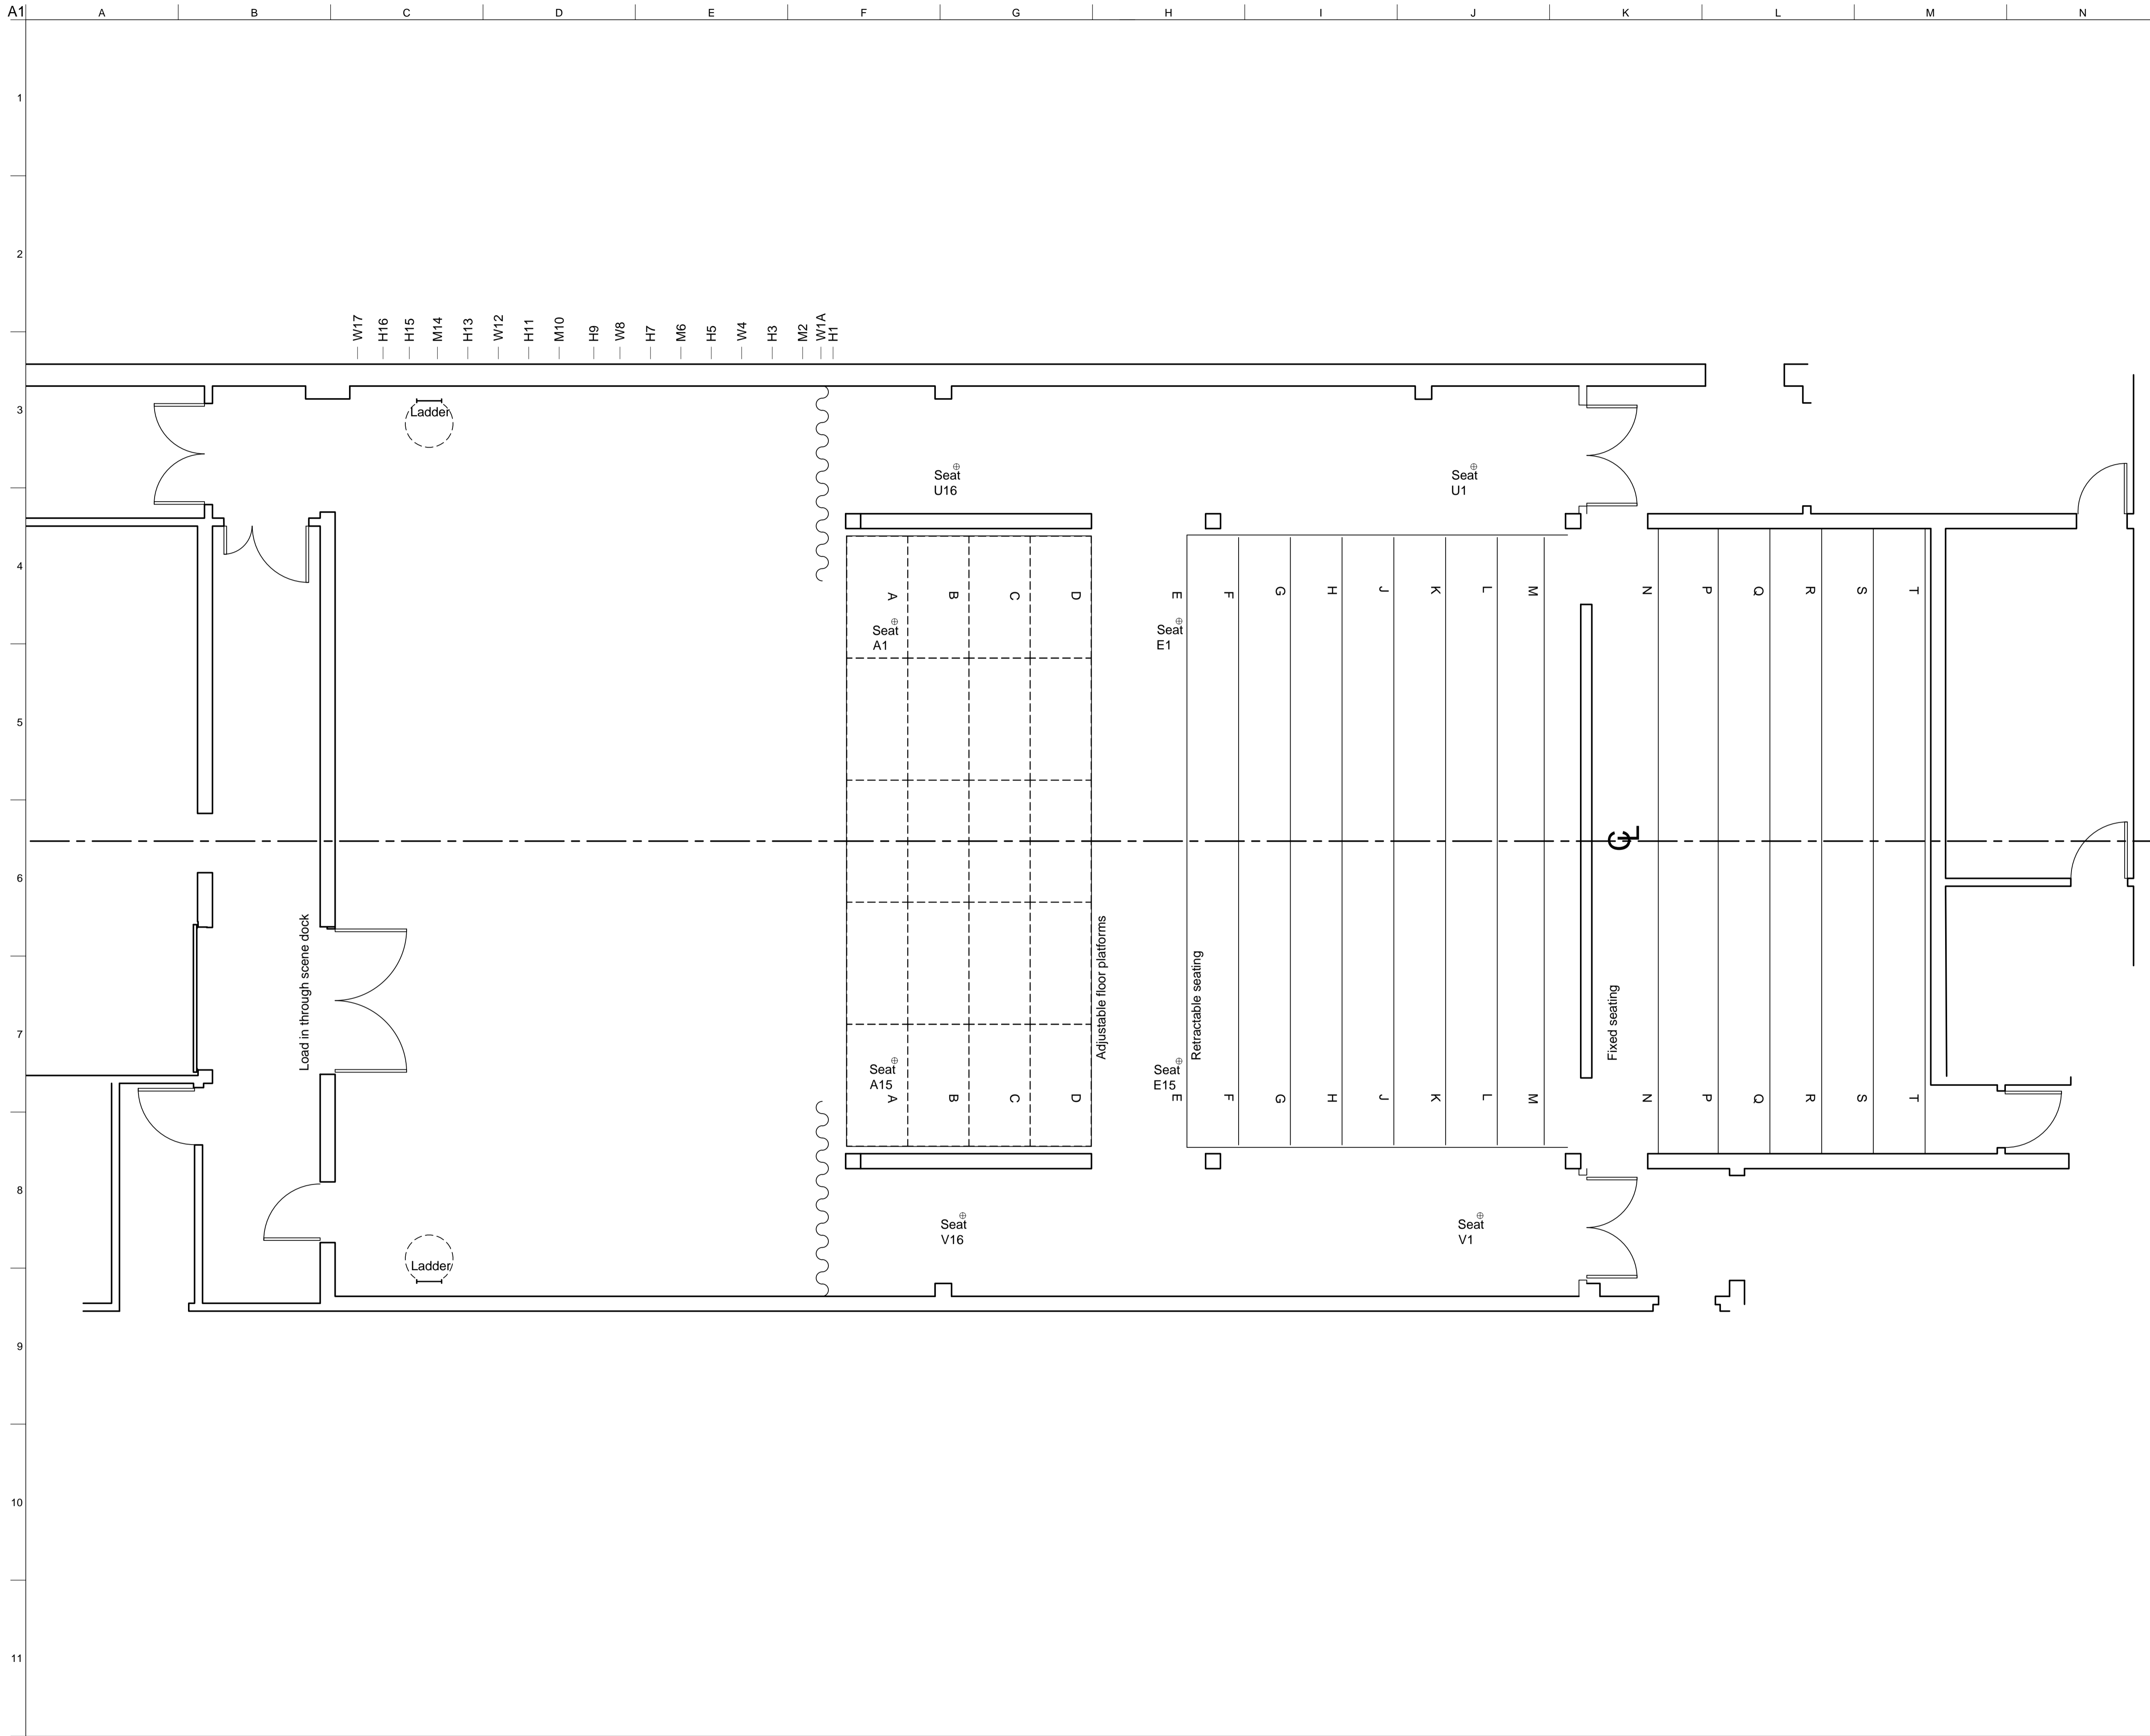 A1
A B C D E F G H I J K L M N
1
2
W17 H16 H15 M14 H13 W12 H11 M10 H9 W8 H7 M6 H5 W4 H3 M2 W1A H1
3
Ladder
Seat
U16
Seat
U1
4
A B C D E F G H J K L M N P Q R S T
Seat
A1
Seat
E1
5
CL
6
Load in through scene dock
Adjustable floor platforms
Retractable seating
Fixed seating
7
Seat
A15
Seat
E15
A B C D E F G H J K L M N P Q R S T
8
Seat
V16
Seat
V1
Ladder
9
10
11